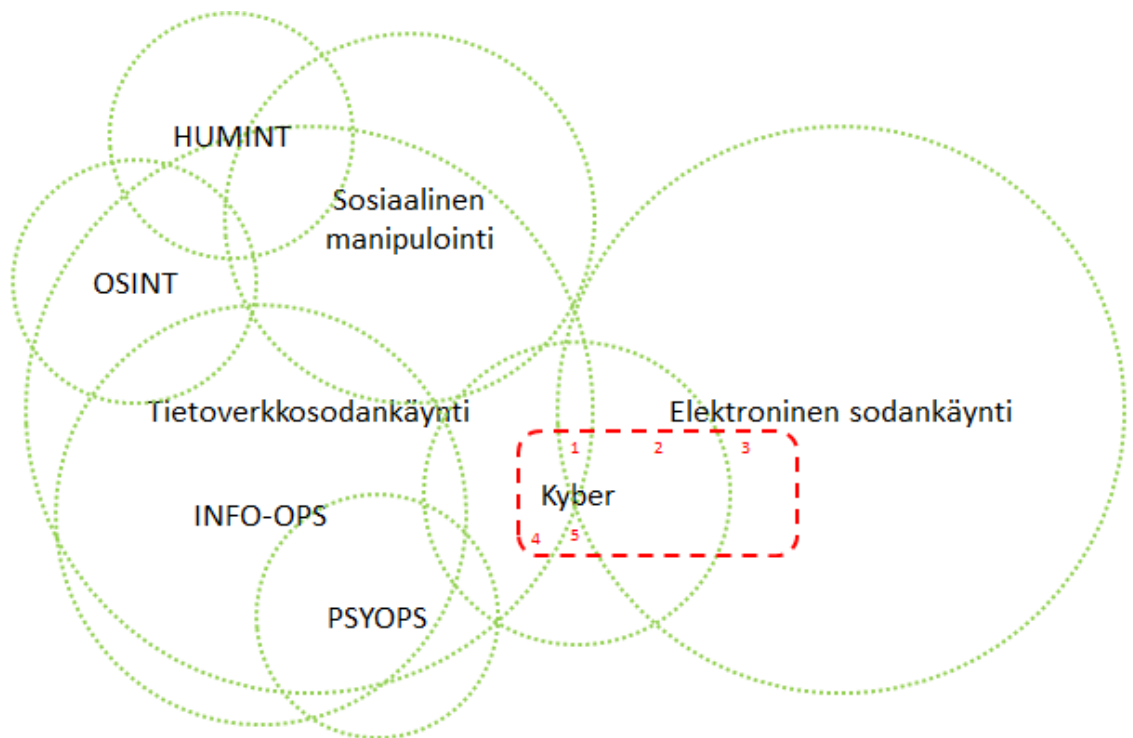 HUMINT
Sosiaalinen
manipulointi
OSINT
Tietoverkkosodankäynti
Elektroninen sodankäynti
1 2 3
Kyber
INFO-OPS
4 5
PSYOPS